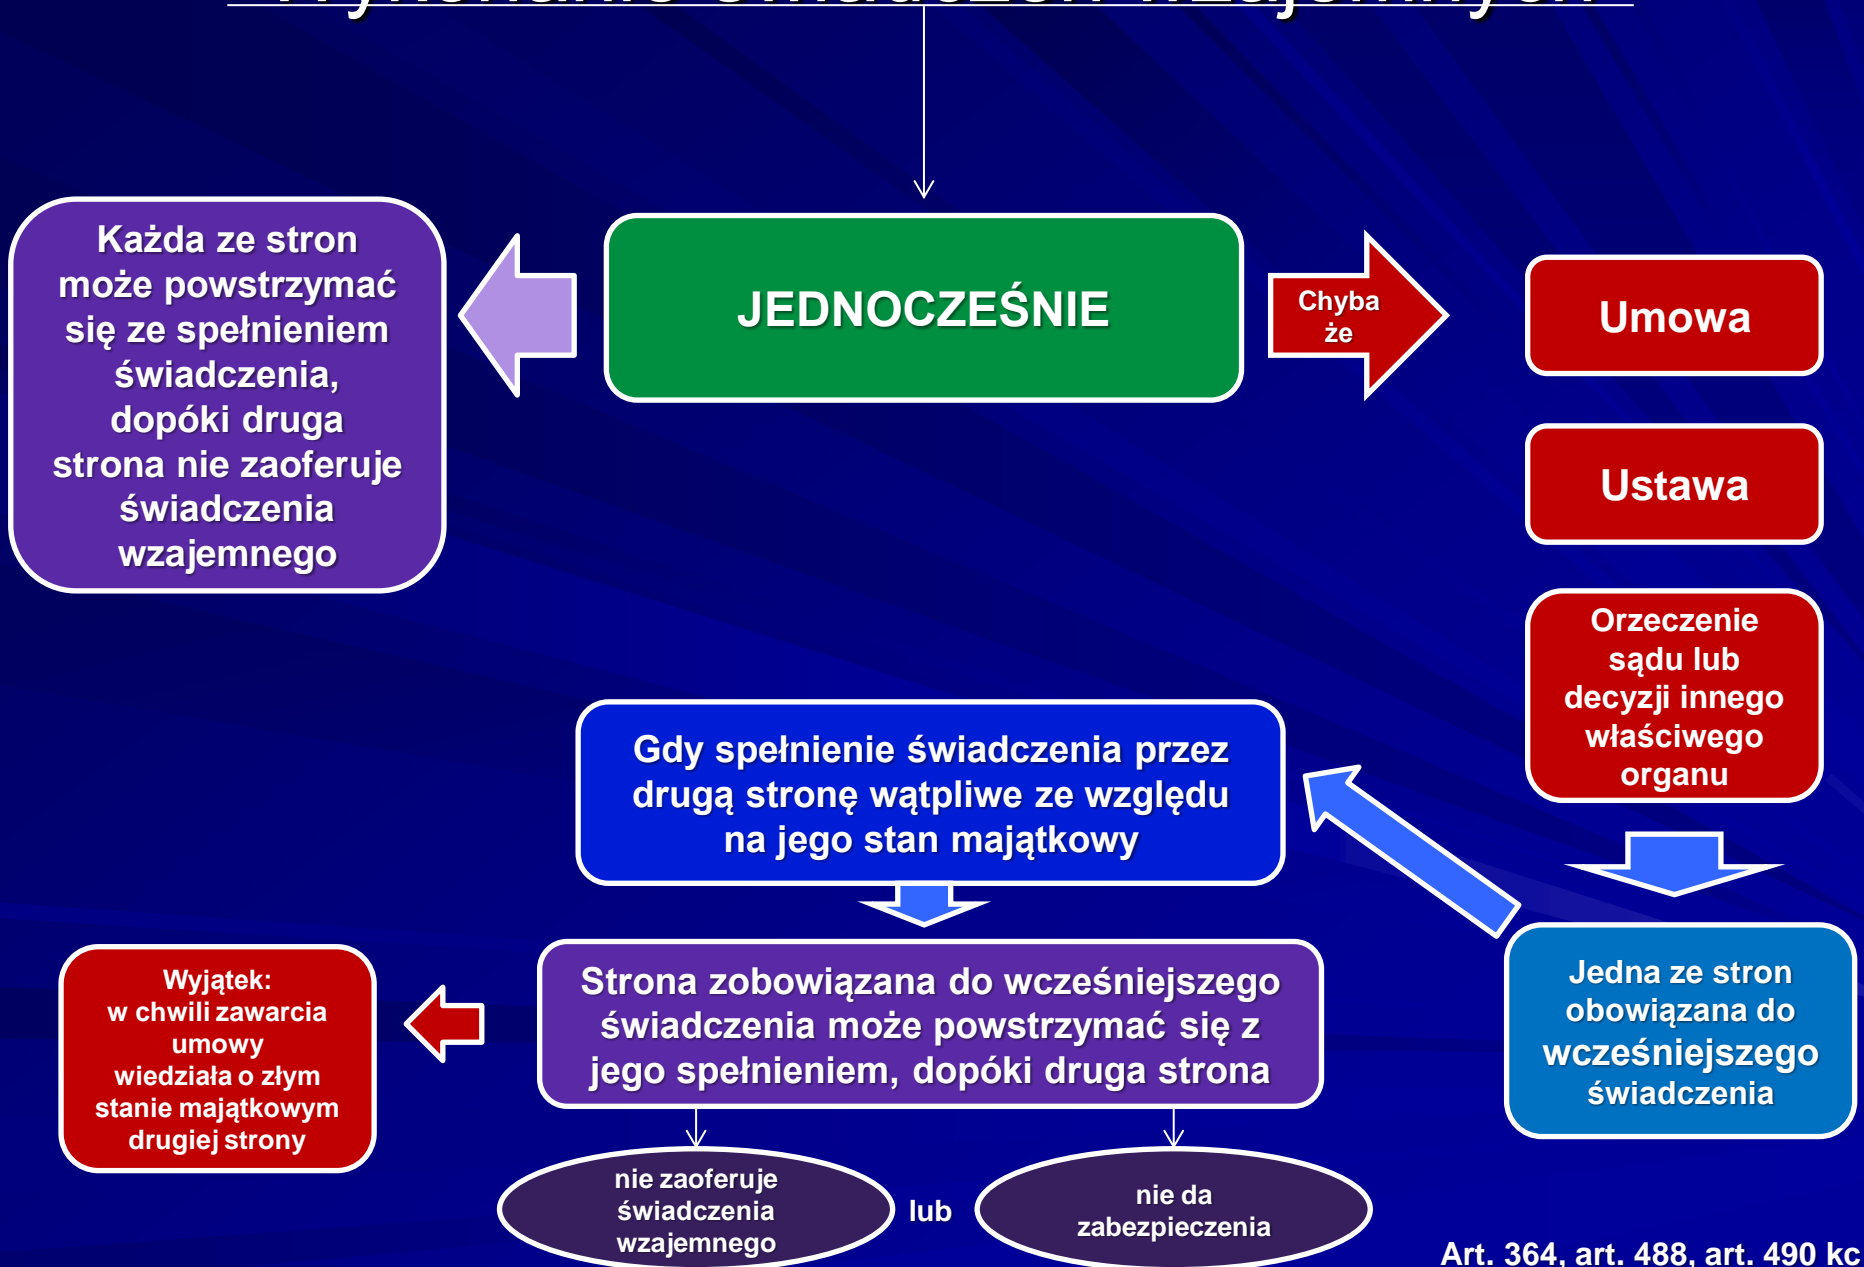 Wykonanie świadczeń wzajemnych
Każda ze stron
może powstrzymać
się ze spełnieniem
świadczenia,
dopóki druga
strona nie zaoferuje
świadczenia
wzajemnego
JEDNOCZEŚNIE
Chyba
że
Umowa
Ustawa
Orzeczenie
sądu lub
decyzji innego
właściwego
organu
Gdy spełnienie świadczenia przez
drugą stronę wątpliwe ze względu
na jego stan majątkowy
Jedna ze stron
obowiązana do
wcześniejszego
świadczenia
Strona zobowiązana do wcześniejszego
świadczenia może powstrzymać się z
jego spełnieniem, dopóki druga strona
Wyjątek:
w chwili zawarcia
umowy
wiedziała o złym
stanie majątkowym
drugiej strony
nie zaoferuje
świadczenia
wzajemnego
lub
nie da
zabezpieczenia
Art. 364, art. 488, art. 490 kc